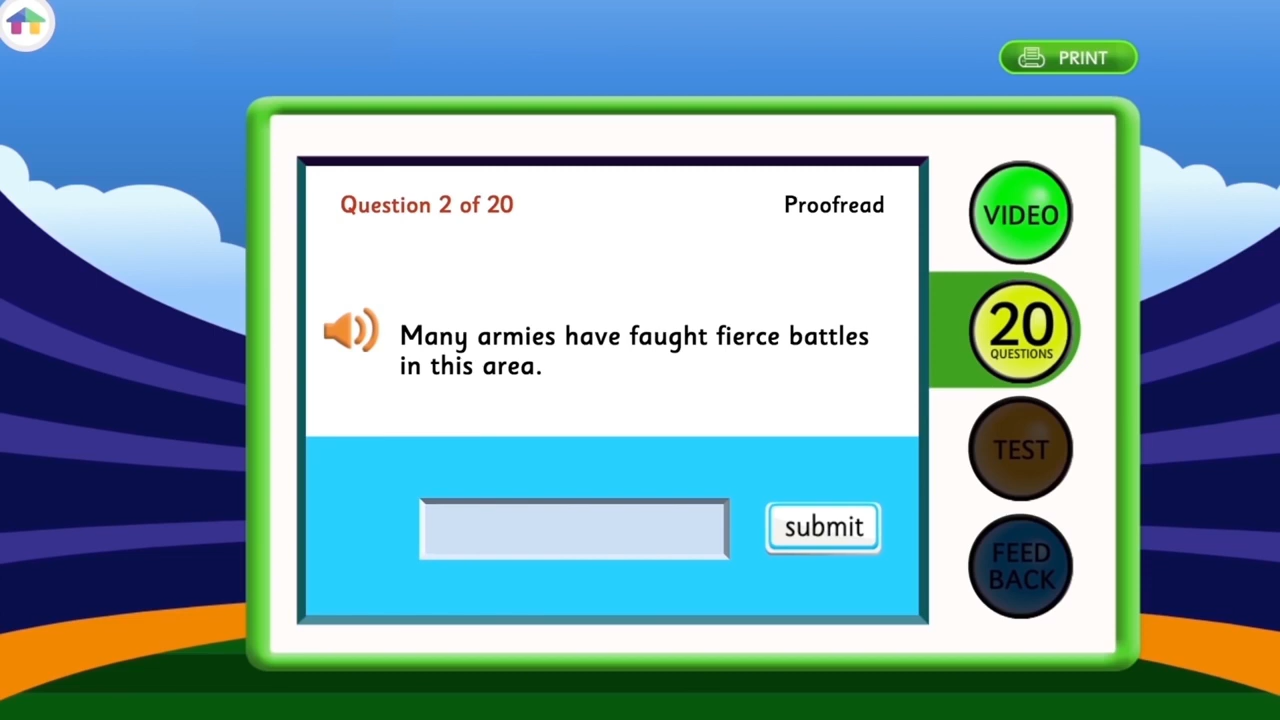 PRINT
Question 2 of 20
Proofread
Many armies have faught fierce battles
in this area.
submit
VIDEO
20
QUESTIONS
TEST
FEED
BACK